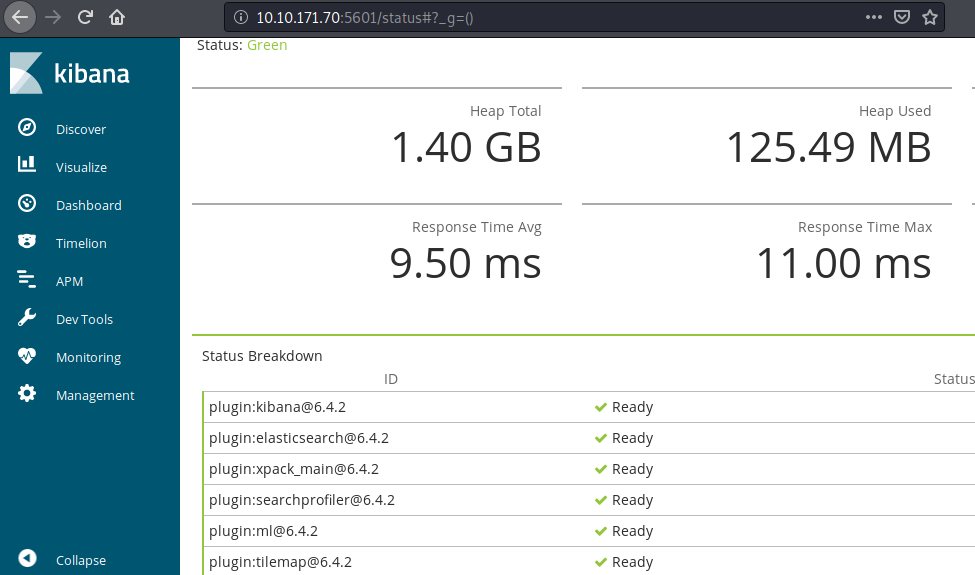 10.10.171.70:5601/status#?_g=()
kibana
Discover
Visualize
Dashboard
Timelion
APM
Dev Tools
Monitoring
Management
Collapse
Status: Green
Heap Total
1.40 GB
Heap Used
125.49 MB
Response Time Avg
9.50 ms
Response Time Max
11.00 ms
Status Breakdown
ID Status
plugin:kibana@6.4.2 Ready
plugin:elasticsearch@6.4.2 Ready
plugin:xpack_main@6.4.2 Ready
plugin:searchprofiler@6.4.2 Ready
plugin:ml@6.4.2 Ready
plugin:tilemap@6.4.2 Ready